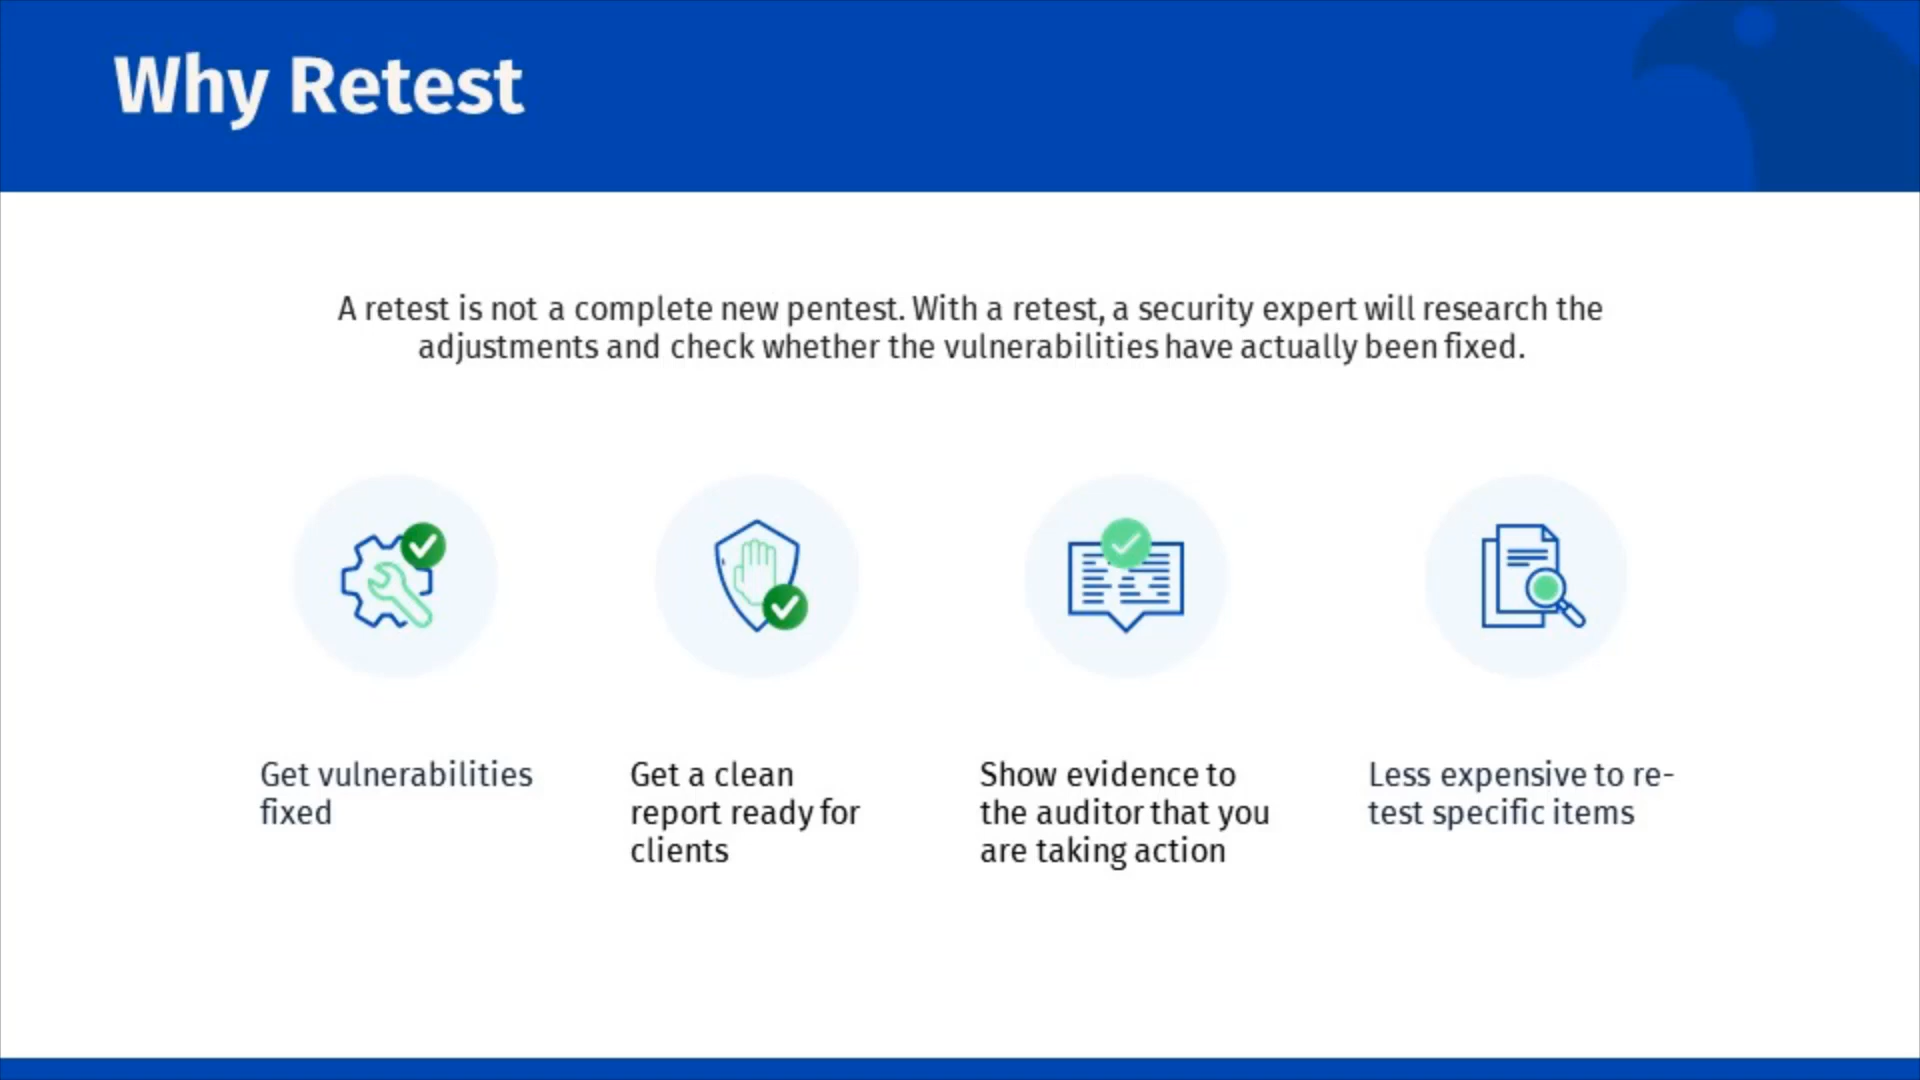 Why Retest
A retest is not a complete new pentest. With a retest, a security expert will research the
adjustments and check whether the vulnerabilities have actually been fixed.
Get vulnerabilities
fixed
Get a clean
report ready for
clients
Show evidence to
the auditor that you
are taking action
Less expensive to re-
test specific items